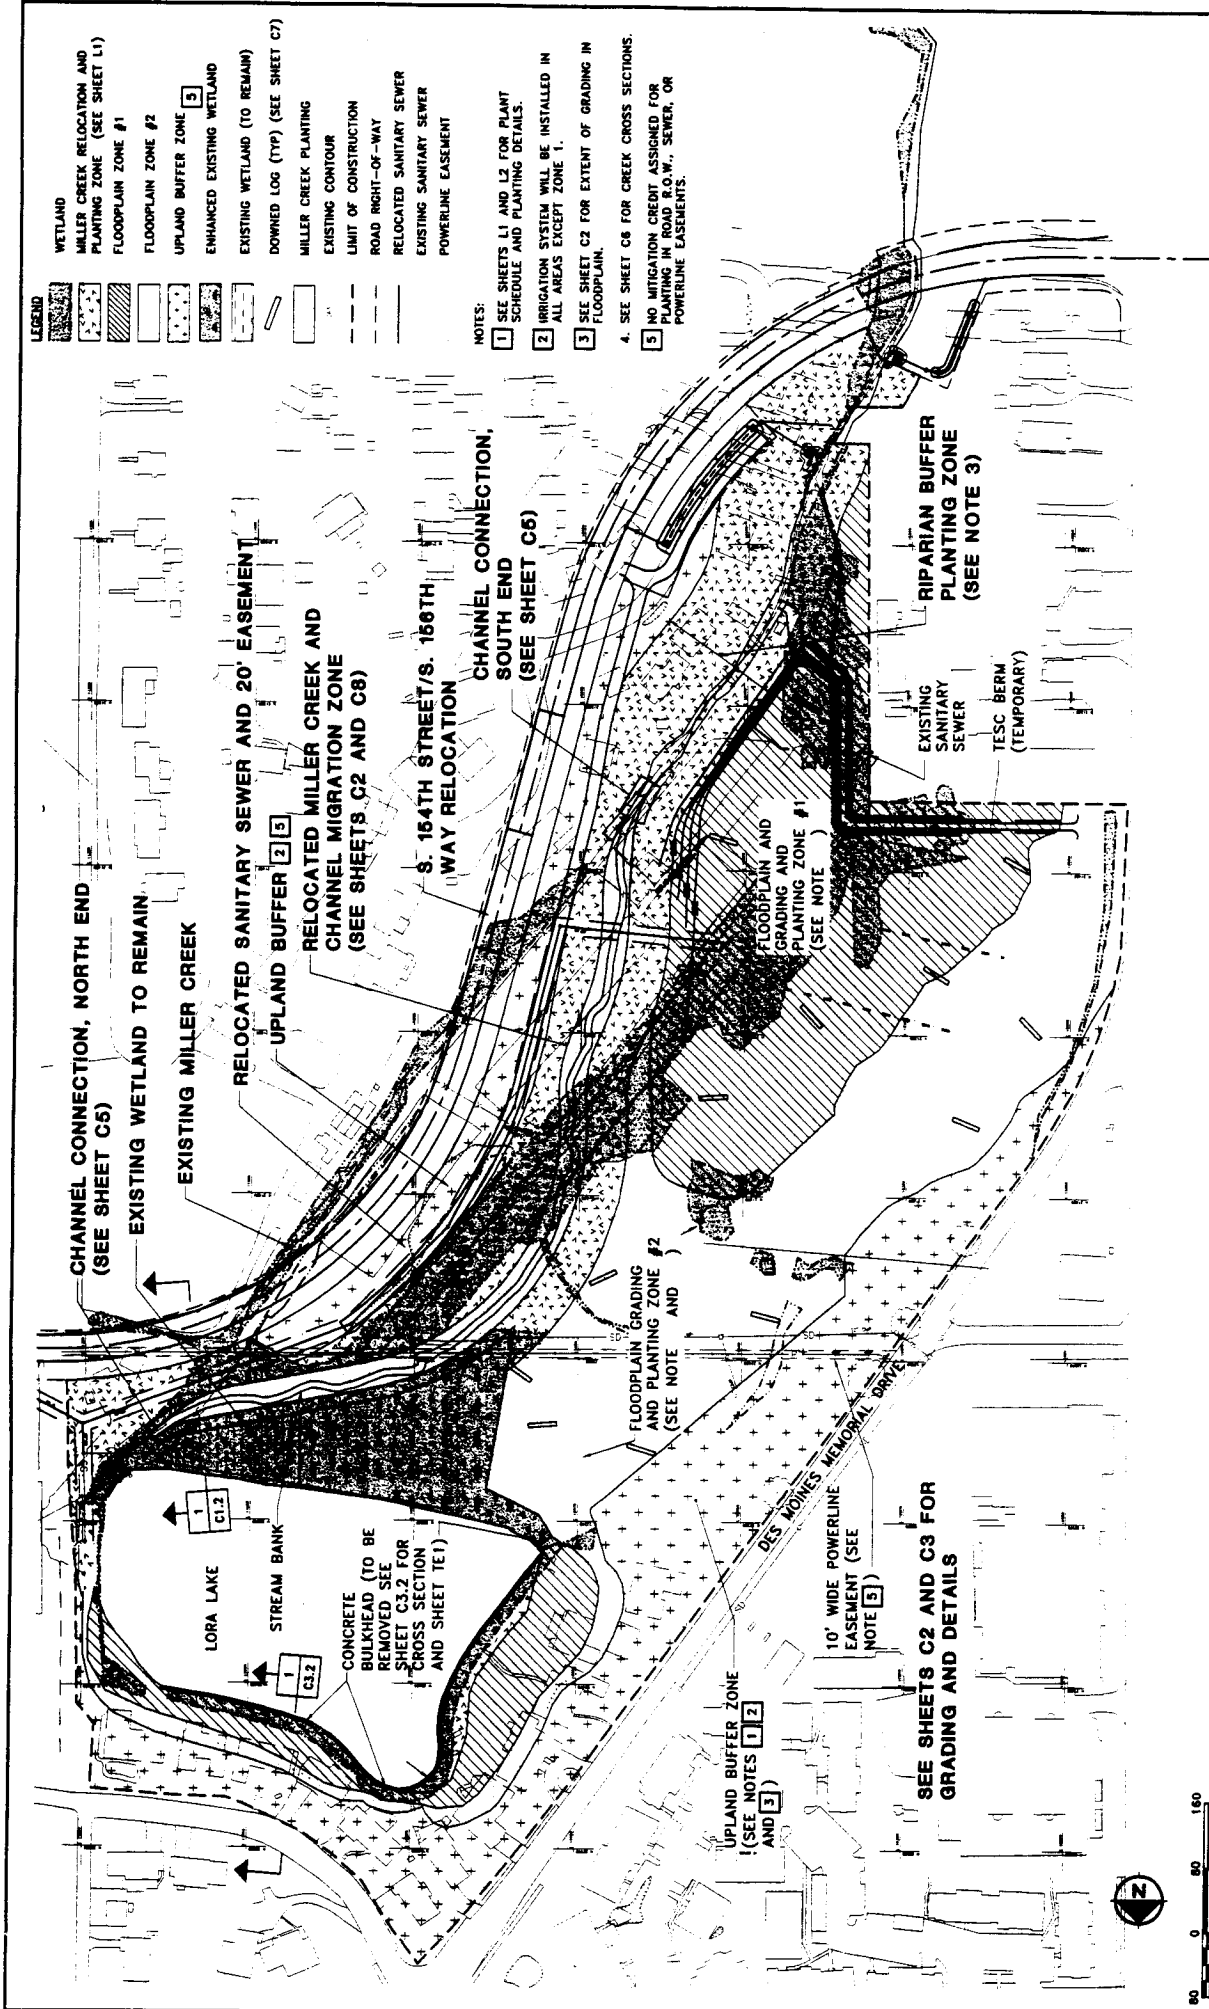 LEGEND
WETLAND
MILLER CREEK RELOCATION AND
PLANTING ZONE (SEE SHEET L1)
FLOODPLAIN ZONE #1
FLOODPLAIN ZONE #2
UPLAND BUFFER ZONE 5
ENHANCED EXISTING WETLAND
EXISTING WETLAND (TO REMAIN)
DOWNED LOG (TYP) (SEE SHEET C7)
MILLER CREEK PLANTING
EXISTING CONTOUR
LIMIT OF CONSTRUCTION
ROAD RIGHT-OF-WAY
RELOCATED SANITARY SEWER
EXISTING SANITARY SEWER
POWERLINE EASEMENT
NOTES:
1 SEE SHEETS L1 AND L2 FOR PLANT
SCHEDULE AND PLANTING DETAILS.
2 IRRIGATION SYSTEM WILL BE INSTALLED IN
ALL AREAS EXCEPT ZONE 1.
3 SEE SHEET C2 FOR EXTENT OF GRADING IN
FLOODPLAIN.
4. SEE SHEET C6 FOR CREEK CROSS SECTIONS.
5 NO MITIGATION CREDIT ASSIGNED FOR
PLANTING IN ROAD R.O.W., SEWER, OR
POWERLINE EASEMENTS.
CHANNEL CONNECTION, NORTH END
(SEE SHEET C5)
EXISTING WETLAND TO REMAIN
EXISTING MILLER CREEK
RELOCATED SANITARY SEWER AND 20' EASEMENT
UPLAND BUFFER 2 5
RELOCATED MILLER CREEK AND
CHANNEL MIGRATION ZONE
(SEE SHEETS C2 AND C8)
S. 154TH STREET/S. 156TH
WAY RELOCATION
CHANNEL CONNECTION,
SOUTH END
(SEE SHEET C5)
1
C1.2
LORA LAKE
STREAM BANK
1
C3.2
CONCRETE
BULKHEAD (TO BE
REMOVED SEE
SHEET C3.2 FOR
CROSS SECTION
AND SHEET TE1)
FLOODPLAIN GRADING
AND PLANTING ZONE #2
(SEE NOTE AND )
FLOODPLAIN AND
GRADING AND
PLANTING ZONE #1
(SEE NOTE )
RIPARIAN BUFFER
PLANTING ZONE
(SEE NOTE 3)
EXISTING
SANITARY
SEWER
TESC BERM
(TEMPORARY)
SD
SD
DES MOINES MEMORIAL DRIVE
UPLAND BUFFER ZONE
(SEE NOTES 1 2
AND 3)
10' WIDE POWERLINE
EASEMENT (SEE
NOTE 5)
SEE SHEETS C2 AND C3 FOR
GRADING AND DETAILS
N
80 0 80 160